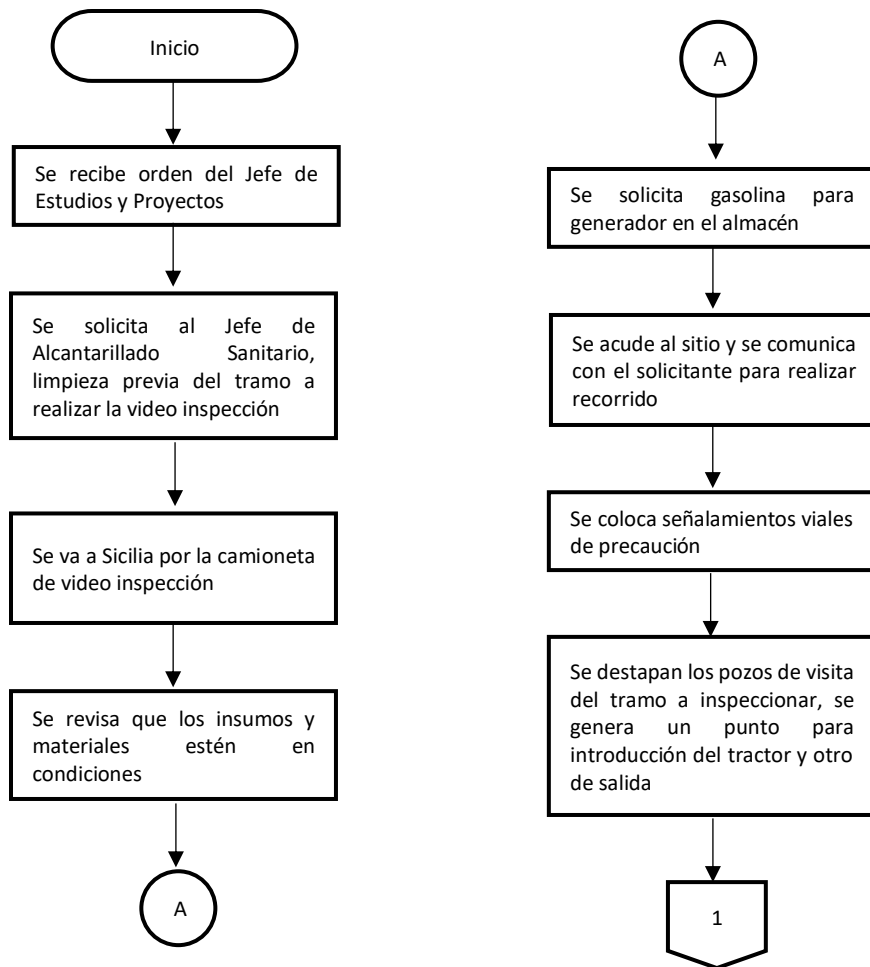 Inicio
Se recibe orden del Jefe de
Estudios y Proyectos
Se solicita al Jefe de
Alcantarillado Sanitario,
limpieza previa del tramo a
realizar la video inspección
Se va a Sicilia por la camioneta
de video inspección
Se revisa que los insumos y
materiales estén en
condiciones
A
A
Se solicita gasolina para
generador en el almacén
Se acude al sitio y se comunica
con el solicitante para realizar
recorrido
Se coloca señalamientos viales
de precaución
Se destapan los pozos de visita
del tramo a inspeccionar, se
genera un punto para
introducción del tractor y otro
de salida
1